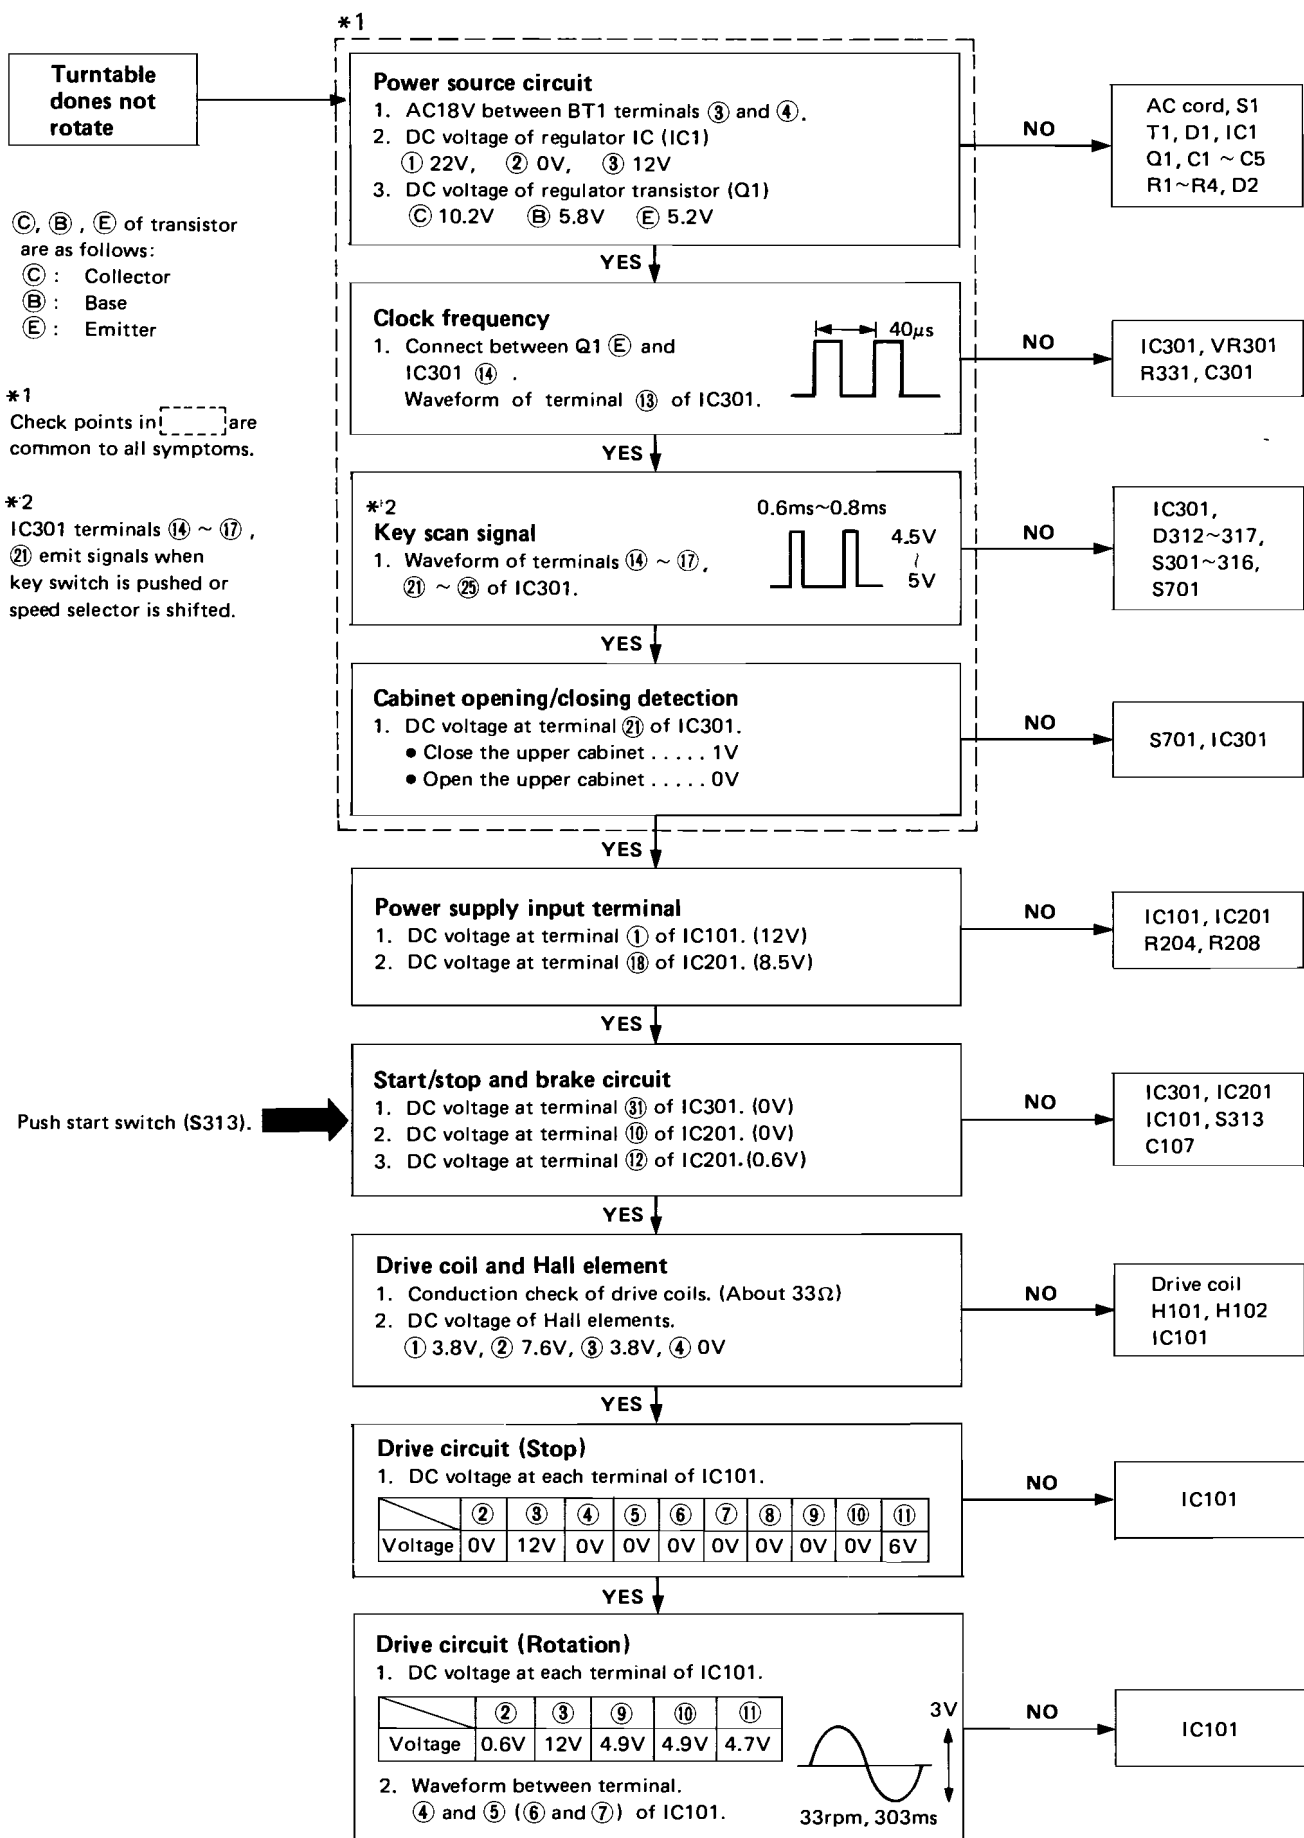 *1
Turntable
dones not
rotate
Power source circuit
1. AC18V between BT1 terminals ③ and ④.
2. DC voltage of regulator IC (IC1)
① 22V, ② 0V, ③ 12V
3. DC voltage of regulator transistor (Q1)
Ⓒ 10.2V Ⓑ 5.8V Ⓔ 5.2V
NO
AC cord, S1
T1, D1, IC1
Q1, C1 ~ C5
R1~R4, D2
Ⓒ, Ⓑ, Ⓔ of transistor
are as follows:
Ⓒ : Collector
Ⓑ : Base
Ⓔ : Emitter
YES
Clock frequency
1. Connect between Q1 Ⓔ and
IC301 ⑭ .
Waveform of terminal ⑬ of IC301.
40μs
NO
IC301, VR301
R331, C301
*1
Check points in are
common to all symptoms.
YES
*2
IC301 terminals ⑭ ~ ⑰ ,
㉑ emit signals when
key switch is pushed or
speed selector is shifted.
*2
Key scan signal
1. Waveform of terminals ⑭ ~ ⑰,
㉑ ~ ㉕ of IC301.
0.6ms~0.8ms
4.5V
~
5V
NO
IC301,
D312~317,
S301~316,
S701
YES
Cabinet opening/closing detection
1. DC voltage at terminal ㉑ of IC301.
● Close the upper cabinet ..... 1V
● Open the upper cabinet ..... 0V
NO
S701, IC301
YES
Power supply input terminal
1. DC voltage at terminal ① of IC101. (12V)
2. DC voltage at terminal ⑱ of IC201. (8.5V)
NO
IC101, IC201
R204, R208
YES
Push start switch (S313).
Start/stop and brake circuit
1. DC voltage at terminal ㉛ of IC301. (0V)
2. DC voltage at terminal ⑩ of IC201. (0V)
3. DC voltage at terminal ⑫ of IC201. (0.6V)
NO
IC301, IC201
IC101, S313
C107
YES
Drive coil and Hall element
1. Conduction check of drive coils. (About 33Ω)
2. DC voltage of Hall elements.
① 3.8V, ② 7.6V, ③ 3.8V, ④ 0V
NO
Drive coil
H101, H102
IC101
YES
Drive circuit (Stop)
1. DC voltage at each terminal of IC101.
② ③ ④ ⑤ ⑥ ⑦ ⑧ ⑨ ⑩ ⑪
Voltage 0V 12V 0V 0V 0V 0V 0V 0V 0V 6V
NO
IC101
YES
Drive circuit (Rotation)
1. DC voltage at each terminal of IC101.
② ③ ⑨ ⑩ ⑪
Voltage 0.6V 12V 4.9V 4.9V 4.7V
2. Waveform between terminal.
④ and ⑤ (⑥ and ⑦) of IC101.
3V
33rpm, 303ms
NO
IC101